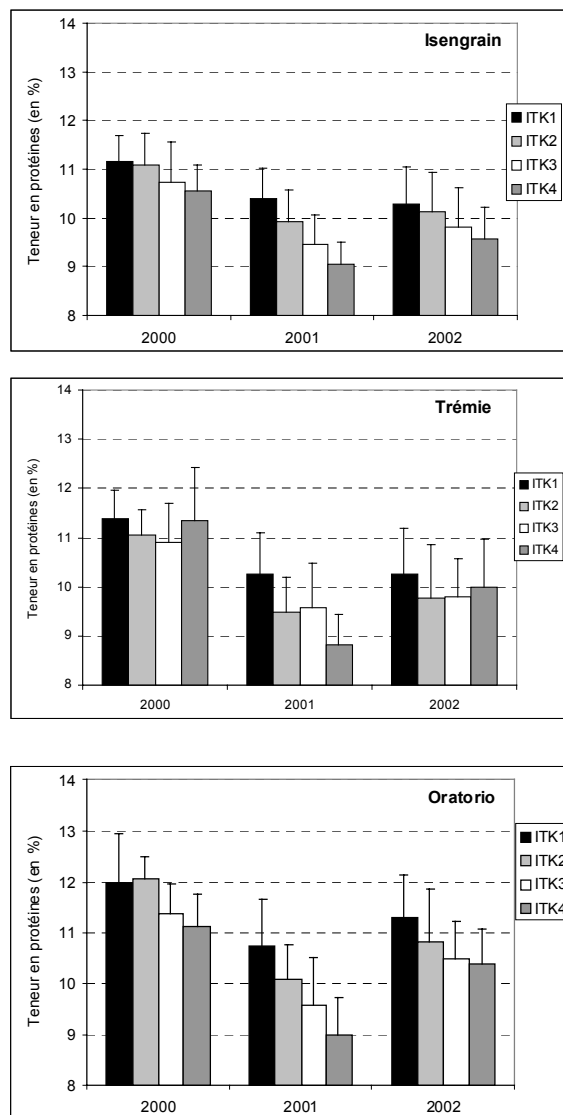 Isengrain
Teneur en protéines (en %)
14
13
12
11
10
9
8
2000 2001 2002
ITK1
ITK2
ITK3
ITK4
Trémie
Teneur en protéines (en %)
14
13
12
11
10
9
8
2000 2001 2002
ITK1
ITK2
ITK3
ITK4
Oratorio
Teneur en protéines (en %)
14
13
12
11
10
9
8
2000 2001 2002
ITK1
ITK2
ITK3
ITK4